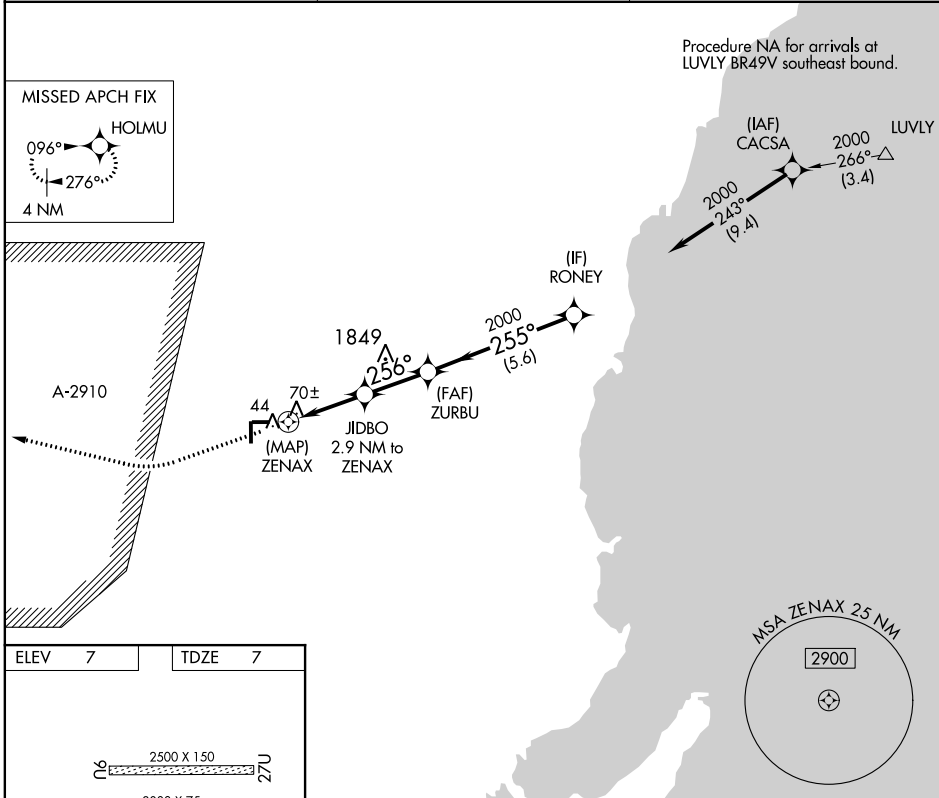 Procedure NA for arrivals at
LUVLY BR49V southeast bound.
MISSED APCH FIX
HOLMU
096°
276°
4 NM
(IAF)
CACSA
LUVLY
2000
266°
(3.4)
2000
243°
(9.4)
(IF)
RONEY
2000
255°
(5.6)
1849
256°
(FAF)
ZURBU
A-2910
44
70±
(MAP)
ZENAX
JIDBO
2.9 NM to
ZENAX
MSA ZENAX 25 NM
2900
ELEV 7
TDZE 7
2500 X 150
9U
27U